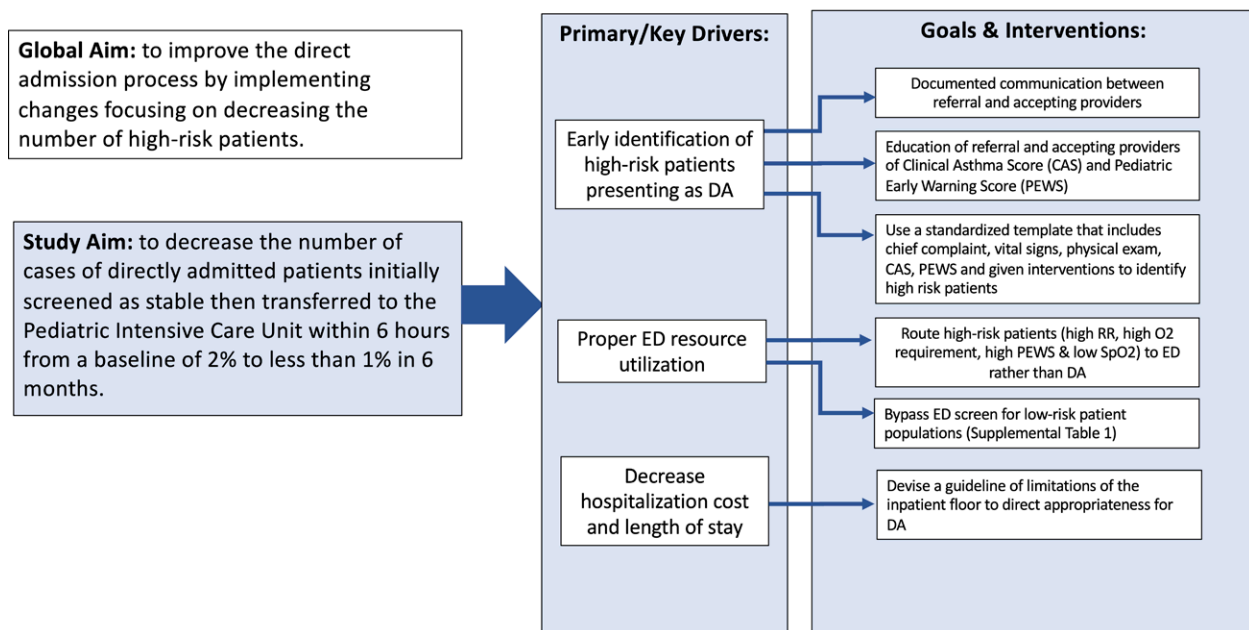 Global Aim: to improve the direct
admission process by implementing
changes focusing on decreasing the
number of high-risk patients.
Study Aim: to decrease the number of
cases of directly admitted patients initially
screened as stable then transferred to the
Pediatric Intensive Care Unit within 6 hours
from a baseline of 2% to less than 1% in 6
months.
Primary/Key Drivers:
Early identification of
high-risk patients
presenting as DA
Proper ED resource
utilization
Decrease
hospitalization cost
and length of stay
Goals & Interventions:
Documented communication between
referral and accepting providers
Education of referral and accepting providers
of Clinical Asthma Score (CAS) and Pediatric
Early Warning Score (PEWS)
Use a standardized template that includes
chief complaint, vital signs, physical exam,
CAS, PEWS and given interventions to identify
high risk patients
Route high-risk patients (high RR, high O2
requirement, high PEWS & low SpO2) to ED
rather than DA
Bypass ED screen for low-risk patient
populations (Supplemental Table 1)
Devise a guideline of limitations of the
inpatient floor to direct appropriateness for
DA